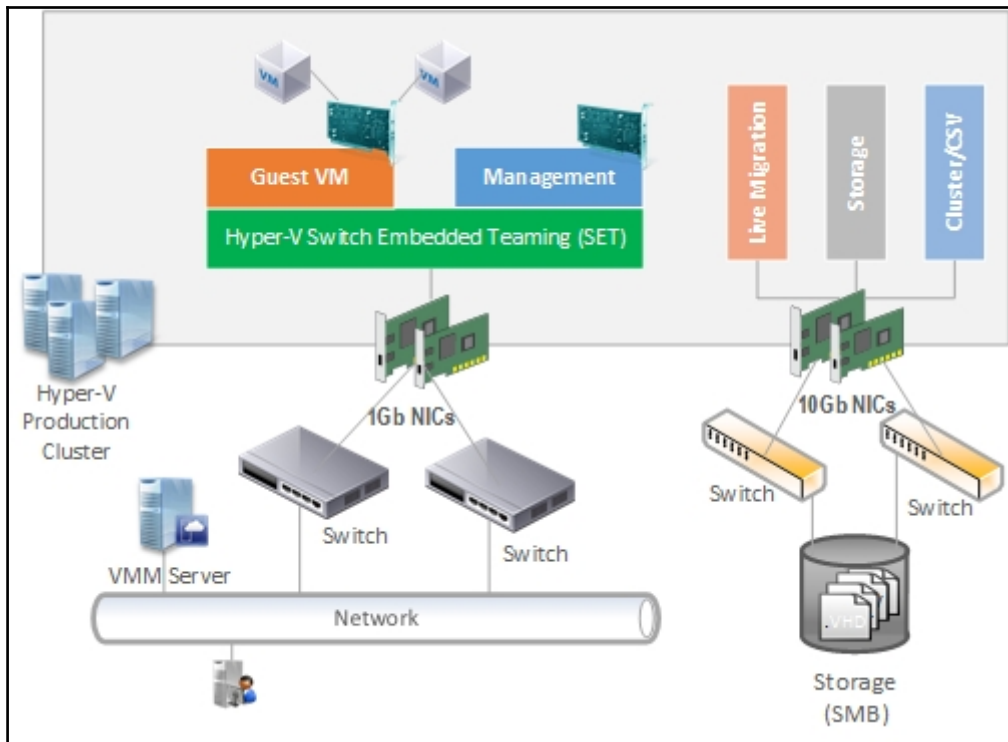 VM
VM
Guest VM
Management
Hyper-V Switch Embedded Teaming (SET)
Live Migration
Storage
Cluster/CSV
Hyper-V
Production
Cluster
1Gb NICs
10Gb NICs
Switch
Switch
Switch
Switch
VMM Server
Network
.VHD
Storage
(SMB)